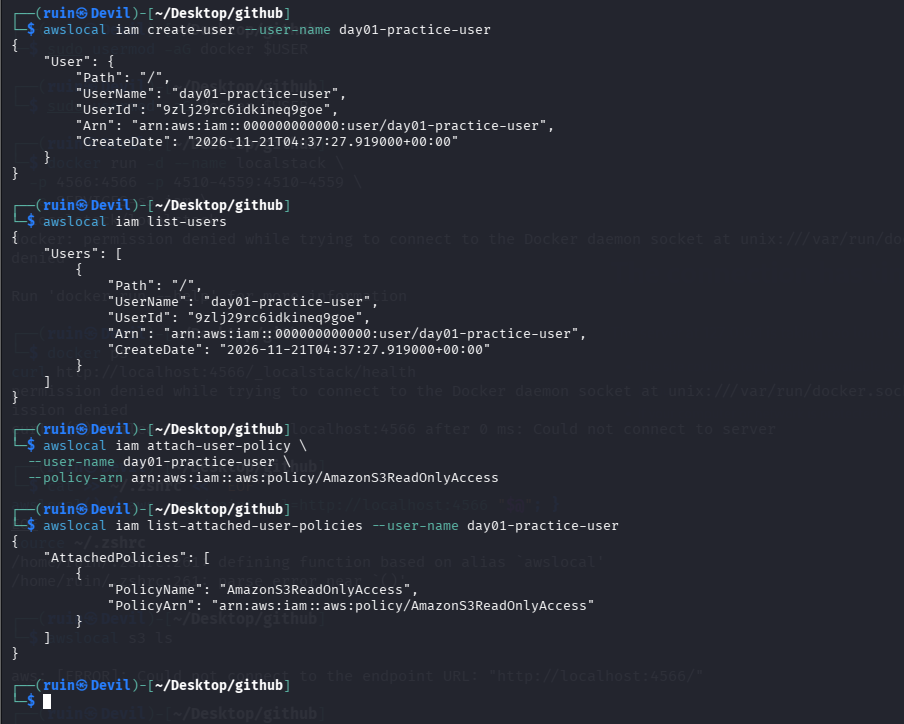 ┌──(ruin㉿Devil)-[~/Desktop/github]
└─$ awslocal iam create-user --user-name day01-practice-user
{
    "User": {
        "Path": "/",
        "UserName": "day01-practice-user",
        "UserId": "9zlj29rc6idkineq9goe",
        "Arn": "arn:aws:iam::000000000000:user/day01-practice-user",
        "CreateDate": "2026-11-21T04:37:27.919000+00:00"
    }
}
┌──(ruin㉿Devil)-[~/Desktop/github]
└─$ awslocal iam list-users
{
    "Users": [
        {
            "Path": "/",
            "UserName": "day01-practice-user",
            "UserId": "9zlj29rc6idkineq9goe",
            "Arn": "arn:aws:iam::000000000000:user/day01-practice-user",
            "CreateDate": "2026-11-21T04:37:27.919000+00:00"
        }
    ]
}
┌──(ruin㉿Devil)-[~/Desktop/github]
└─$ awslocal iam attach-user-policy \
  --user-name day01-practice-user \
  --policy-arn arn:aws:iam::aws:policy/AmazonS3ReadOnlyAccess
┌──(ruin㉿Devil)-[~/Desktop/github]
└─$ awslocal iam list-attached-user-policies --user-name day01-practice-user
{
    "AttachedPolicies": [
        {
            "PolicyName": "AmazonS3ReadOnlyAccess",
            "PolicyArn": "arn:aws:iam::aws:policy/AmazonS3ReadOnlyAccess"
        }
    ]
}
┌──(ruin㉿Devil)-[~/Desktop/github]
└─$